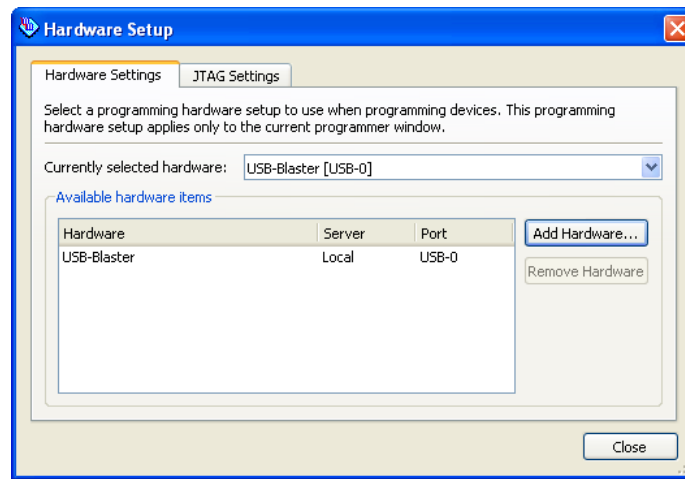 Hardware Setup
Hardware Settings
JTAG Settings
Select a programming hardware setup to use when programming devices. This programming
hardware setup applies only to the current programmer window.
Currently selected hardware:
USB-Blaster [USB-0]
Available hardware items
Hardware
Server
Port
Add Hardware...
USB-Blaster
Local
USB-0
Remove Hardware
Close